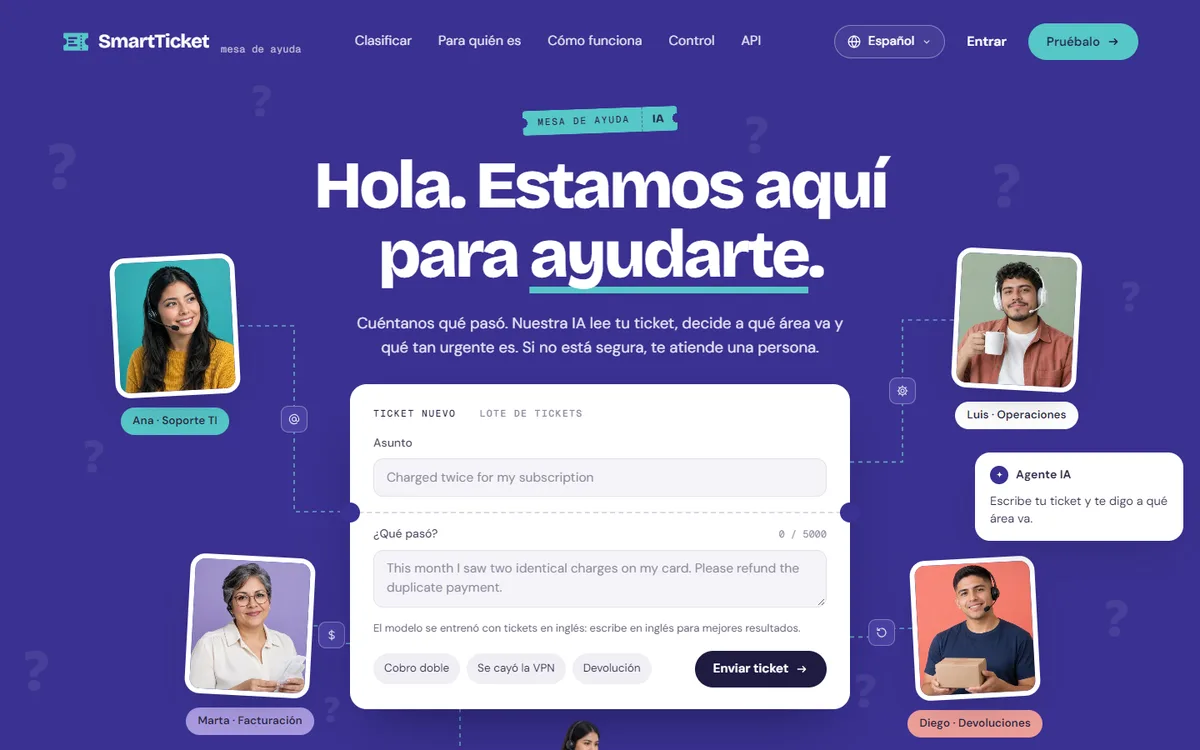 SmartTicket mesa de ayuda
Clasificar Para quién es Cómo funciona Control API
Español Entrar Pruébalo →
MESA DE AYUDA IA
Hola. Estamos aquí
para ayudarte.
Cuéntanos qué pasó. Nuestra IA lee tu ticket, decide a qué área va y
qué tan urgente es. Si no está segura, te atiende una persona.
TICKET NUEVO LOTE DE TICKETS
Asunto
Charged twice for my subscription
¿Qué pasó? 0 / 5000
This month I saw two identical charges on my card. Please refund the
duplicate payment.
El modelo se entrenó con tickets en inglés: escribe en inglés para mejores resultados.
Cobro doble Se cayó la VPN Devolución Enviar ticket →
Ana · Soporte TI
@
Luis · Operaciones
Agente IA
Escribe tu ticket y te digo a qué
área va.
$
Marta · Facturación
Diego · Devoluciones
? ? ? ? ? ? ? ? ? ?